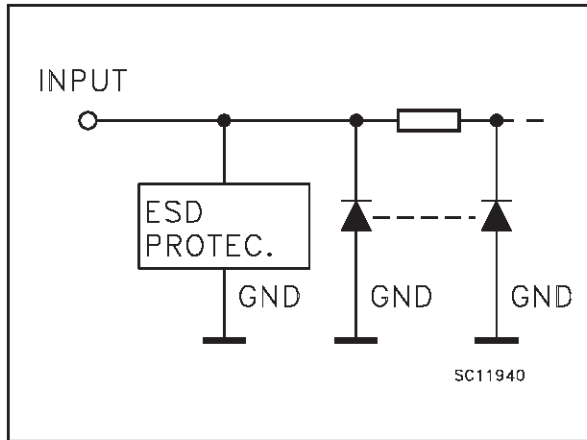 INPUT
ESD
PROTEC.
GND
GND
GND
SC11940